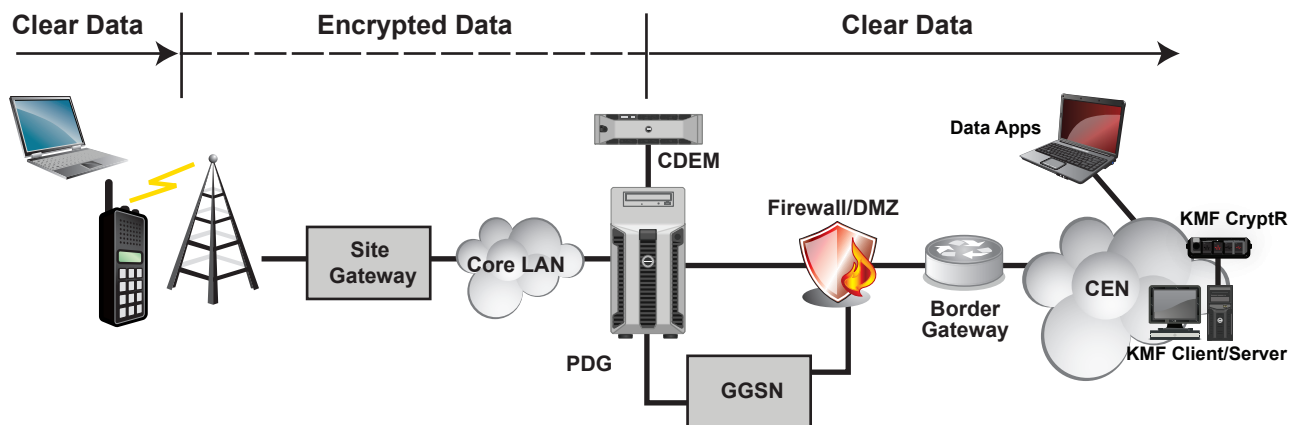 Clear Data
Encrypted Data
Clear Data
CDEM
Data Apps
Firewall/DMZ
KMF CryptR
Site
Gateway
Core LAN
CEN
Border
Gateway
PDG
KMF Client/Server
GGSN